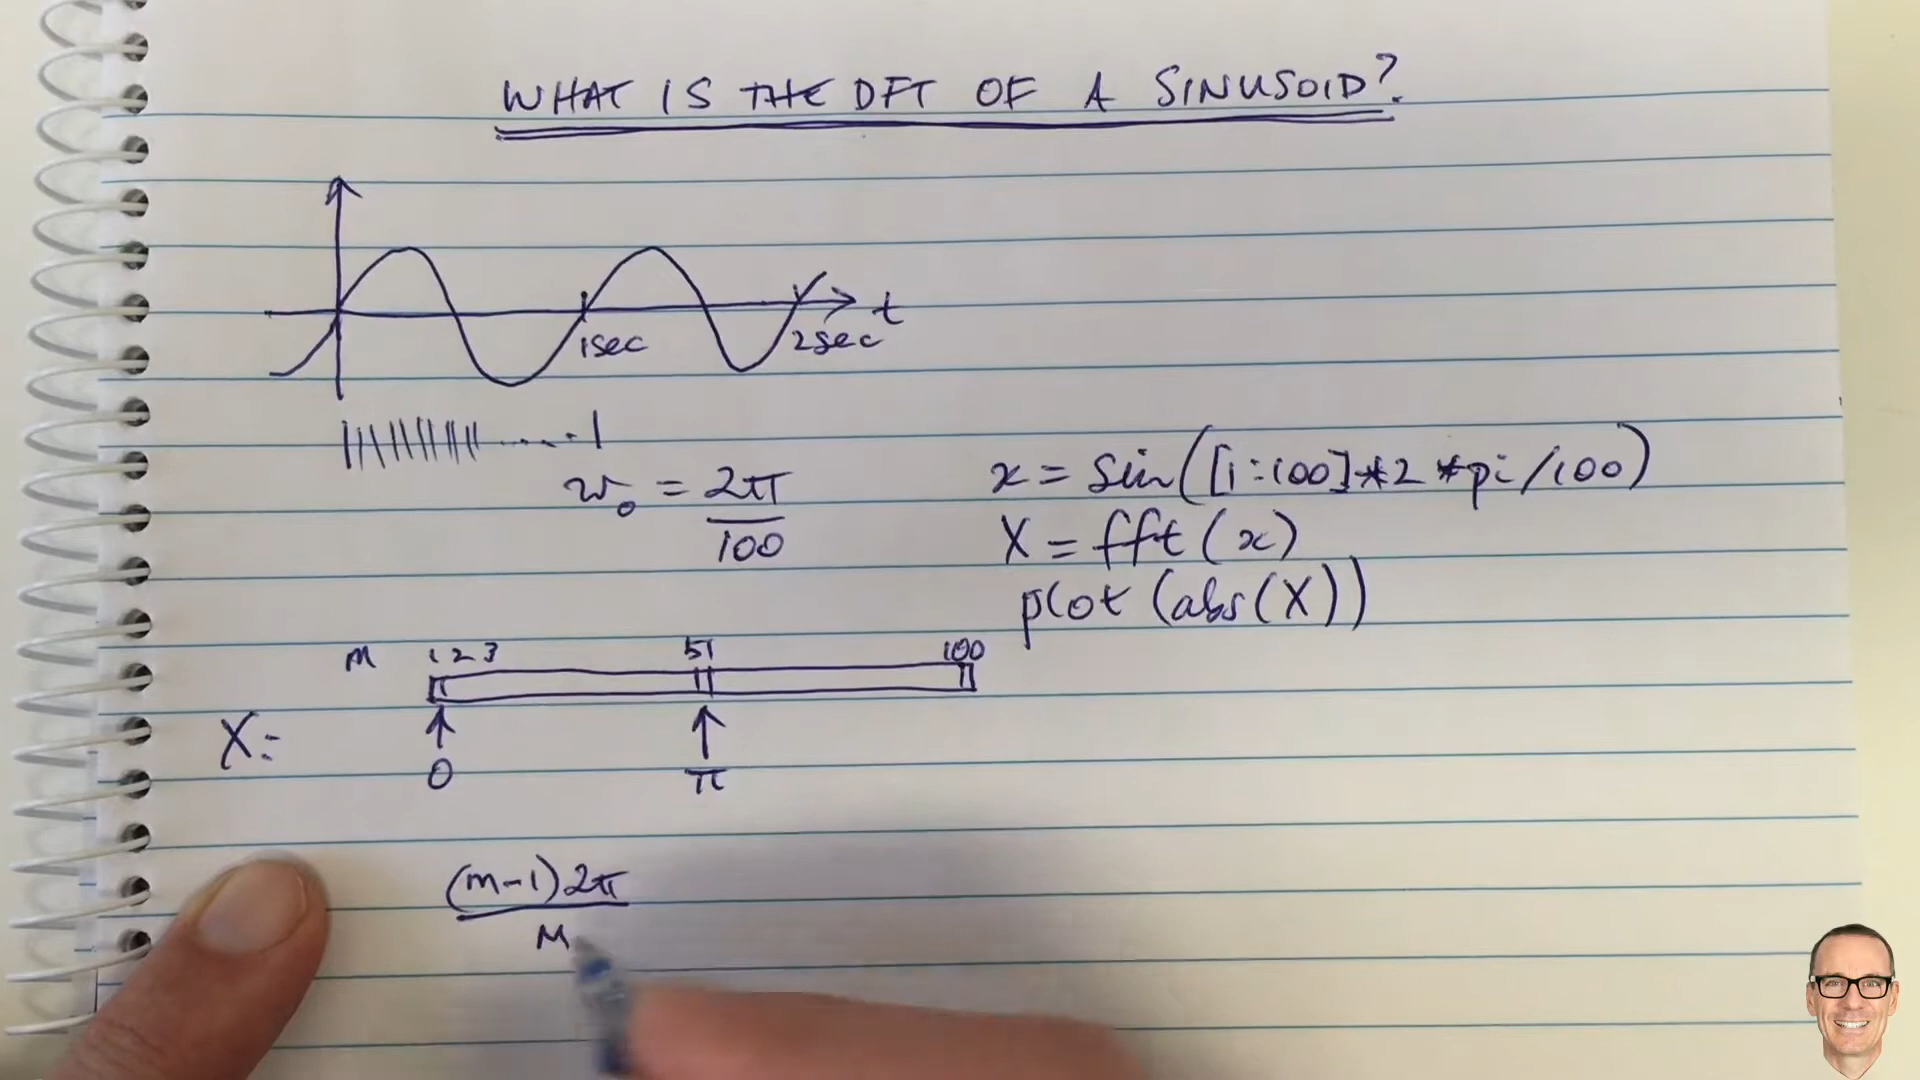 WHAT IS THE DFT OF A SINUSOID?
t
1sec 2sec
w₀ = 2π
100
x = sin([1:100]*2*pi/100)
X = fft(x)
plot(abs(X))
m 1 2 3 51 100
X=
0 π
(m-1)2π
M